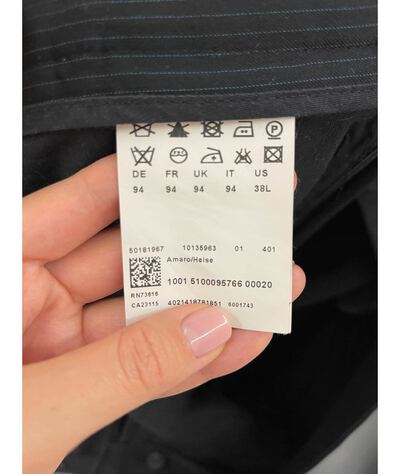 P
DE FR UK IT US
94 94 94 94 38L
50181967 10135963 01 401
Amaro/Heise
1001 5100095766 00020
RN73616
CA23115 4021418781851 6001743